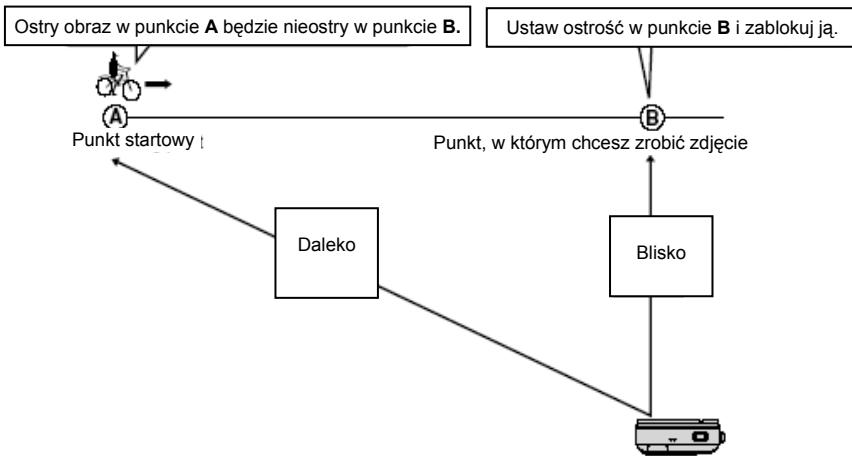 Ostry obraz w punkcie A będzie nieostry w punkcie B.
Ustaw ostrość w punkcie B i zablokuj ją.
A
B
Punkt startowy
Punkt, w którym chcesz zrobić zdjęcie
Daleko
Blisko